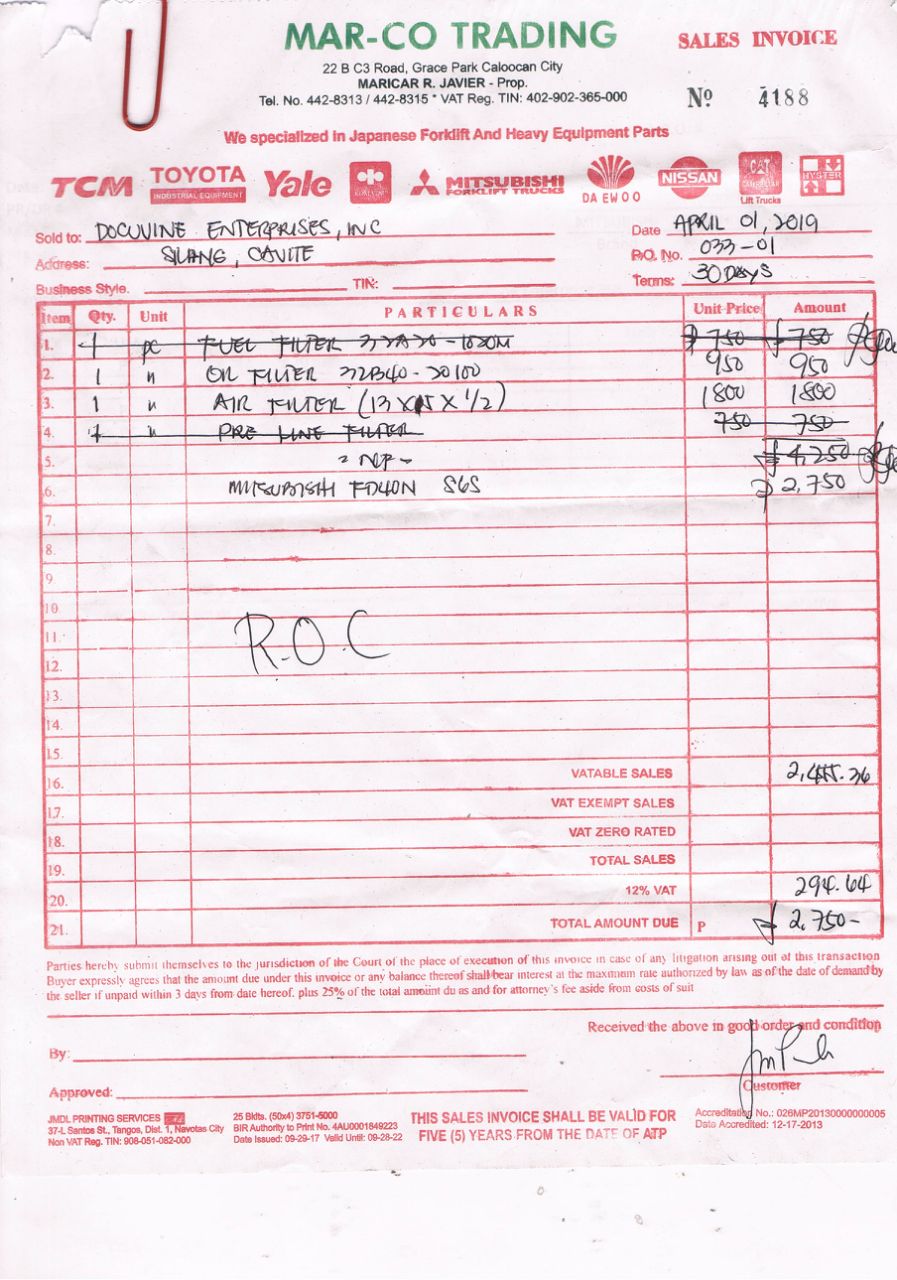 MAR-CO TRADING
SALES INVOICE
22 B C3 Road, Grace Park Caloocan City
MARICAR R. JAVIER - Prop.
Tel. No. 442-8313 / 442-8315 * VAT Reg. TIN: 402-902-365-000
Nº 4188
We specialized in Japanese Forklift And Heavy Equipment Parts
TCM TOYOTA Yale MITSUBISHI DAEWOO NISSAN CAT HYSTER
INDUSTRIAL EQUIPMENT KOMATSU FORKLIFT TRUCKS Lift Trucks
Sold to: DOCUVINE ENTERPRISES, INC Date APRIL 01, 2019
Address: SILANG, CAVITE P.O. No. 033-01
Business Style. TIN: Terms: 30 DAYS
Item Qty. Unit PARTICULARS Unit Price Amount
1. 1 pc FUEL FILTER 750 750
2. 1 " OIL FILTER 32B40-20100 950 950
3. 1 " AIR FILTER (13 X 15 X 1/2) 1800 1800
4. 1 " PRE LINE FILTER 750 750
5. 4,250
6. MITSUBISHI FD40N S6S 2,750
7.
8.
9
10
11. R.O.C
12.
13.
14.
15.
16. VATABLE SALES 2,455.36
17. VAT EXEMPT SALES
18. VAT ZERO RATED
19. TOTAL SALES
20. 12% VAT 294.64
21. TOTAL AMOUNT DUE P 2,750-
Parties hereby submit themselves to the jurisdiction of the Court of the place of execution of this invoice in case of any litigation arising out of this transaction
Buyer expressly agrees that the amount due under this invoice or any balance thereof shall bear interest at the maximum rate authorized by law as of the date of demand by
the seller if unpaid within 3 days from date hereof. plus 25% of the total amount du as and for attorney's fee aside from costs of suit
Received the above in good order and condition
By:
Customer
Approved:
JMDL PRINTING SERVICES
37-L Santos St., Tangos, Dist. 1, Navotas City
Non VAT Reg. TIN: 908-051-082-000
25 Bklts. (50x4) 3751-5000
BIR Authority to Print No. 4AU0001849223
Date Issued: 09-29-17 Valid Until: 09-28-22
THIS SALES INVOICE SHALL BE VALID FOR
FIVE (5) YEARS FROM THE DATE OF ATP
Accreditation No.: 026MP20130000000005
Date Accredited: 12-17-2013